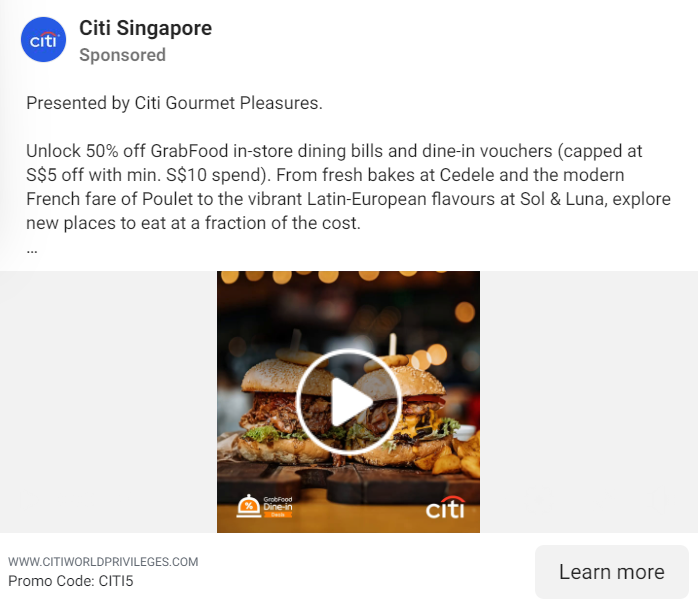 citi
Citi Singapore
Sponsored
Presented by Citi Gourmet Pleasures.
Unlock 50% off GrabFood in-store dining bills and dine-in vouchers (capped at
S$5 off with min. S$10 spend). From fresh bakes at Cedele and the modern
French fare of Poulet to the vibrant Latin-European flavours at Sol & Luna, explore
new places to eat at a fraction of the cost.
...
%
GrabFood
Dine-in
citi
WWW.CITIWORLDPRIVILEGES.COM
Promo Code: CITI5
Learn more